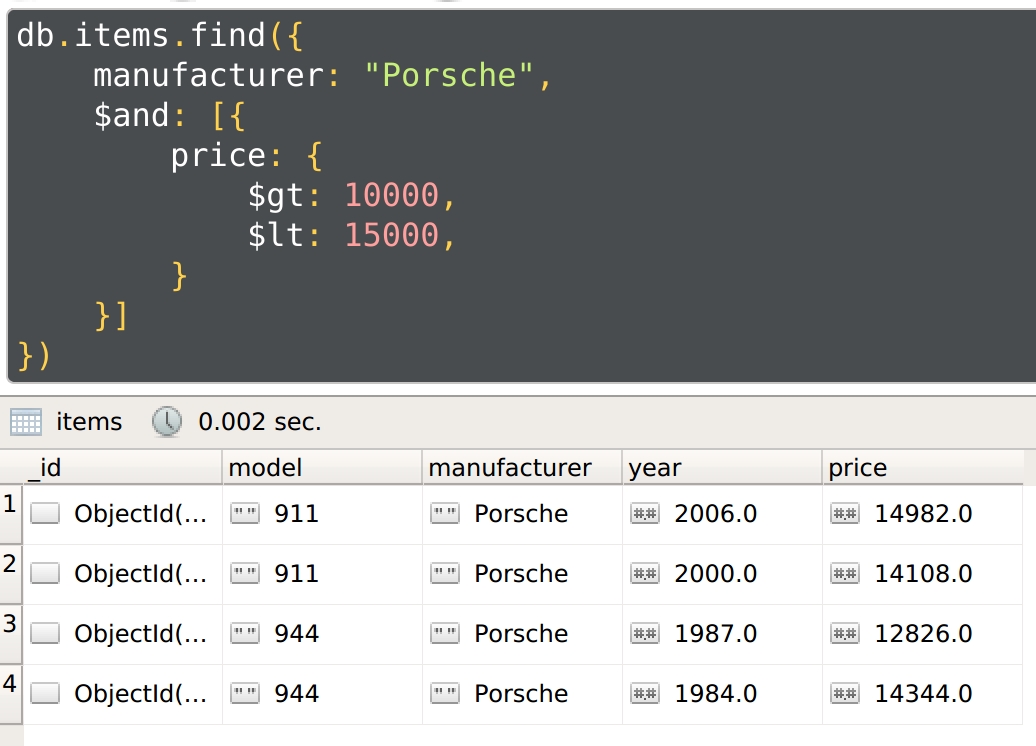 db.items.find({
    manufacturer: "Porsche",
    $and: [{
        price: {
            $gt: 10000,
            $lt: 15000,
        }
    }]
})
items 0.002 sec.
_id model manufacturer year price
1 ObjectId(... "" 911 "" Porsche #.# 2006.0 #.# 14982.0
2 ObjectId(... "" 911 "" Porsche #.# 2000.0 #.# 14108.0
3 ObjectId(... "" 944 "" Porsche #.# 1987.0 #.# 12826.0
4 ObjectId(... "" 944 "" Porsche #.# 1984.0 #.# 14344.0